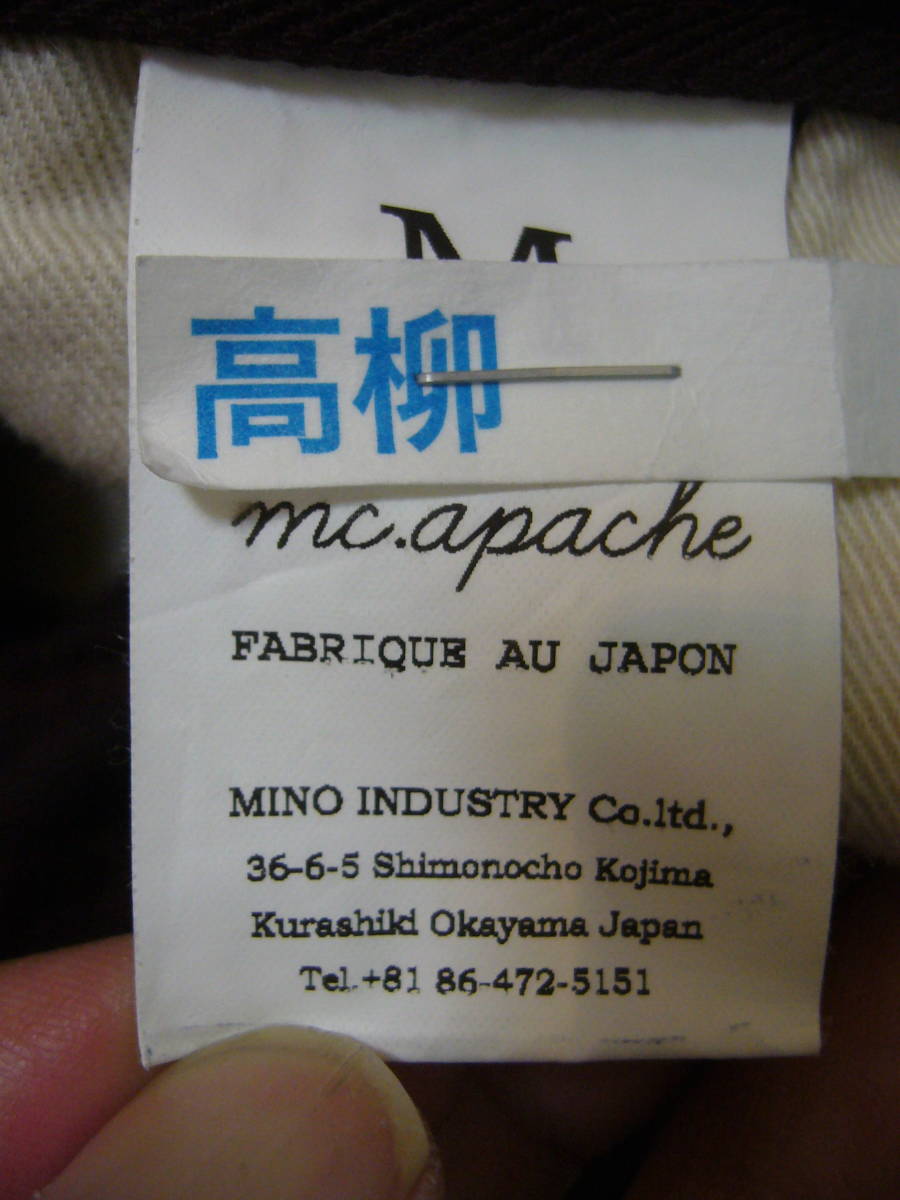 M
高柳
mc.apache
FABRIQUE AU JAPON
MINO INDUSTRY Co.ltd.,
36-6-5 Shimonocho Kojima
Kurashiki Okayama Japan
Tel.+81 86-472-5151